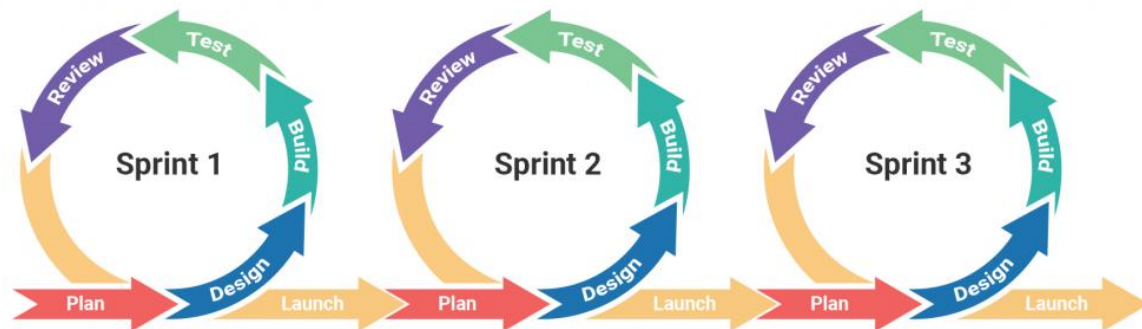 Test
Review
Build
Sprint 1
Design
Plan
Launch
Test
Review
Build
Sprint 2
Design
Plan
Launch
Test
Review
Build
Sprint 3
Design
Plan
Launch